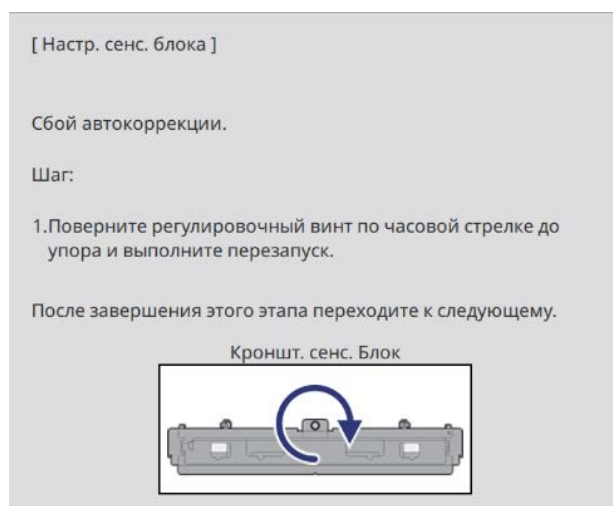 [ Настр. сенс. блока ]
Сбой автокоррекции.
Шаг:
1.Поверните регулировочный винт по часовой стрелке до
упора и выполните перезапуск.
После завершения этого этапа переходите к следующему.
Кроншт. сенс. Блок